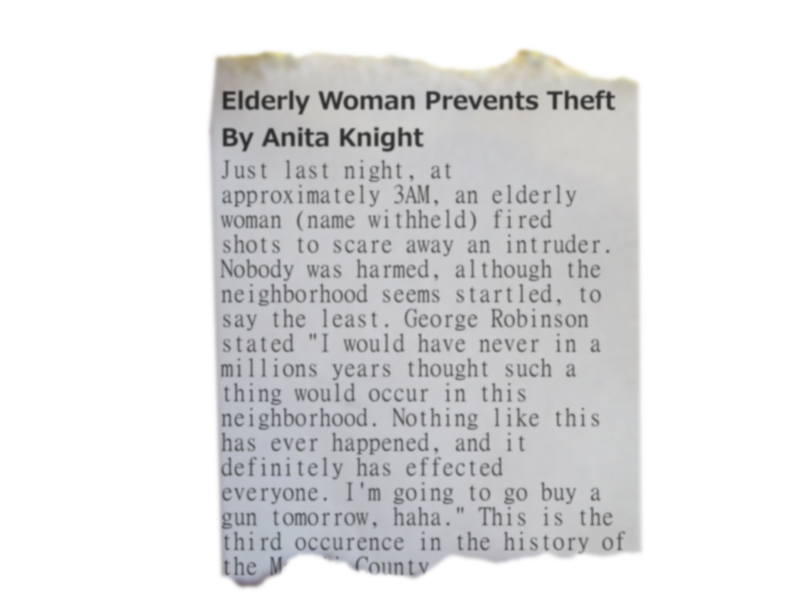 Elderly Woman Prevents Theft
By Anita Knight
Just last night, at
approximately 3AM, an elderly
woman (name withheld) fired
shots to scare away an intruder.
Nobody was harmed, although the
neighborhood seems startled, to
say the least. George Robinson
stated "I would have never in a
millions years thought such a
thing would occur in this
neighborhood. Nothing like this
has ever happened, and it
definitely has effected
everyone. I'm going to go buy a
gun tomorrow, haha." This is the
third occurence in the history of
the County